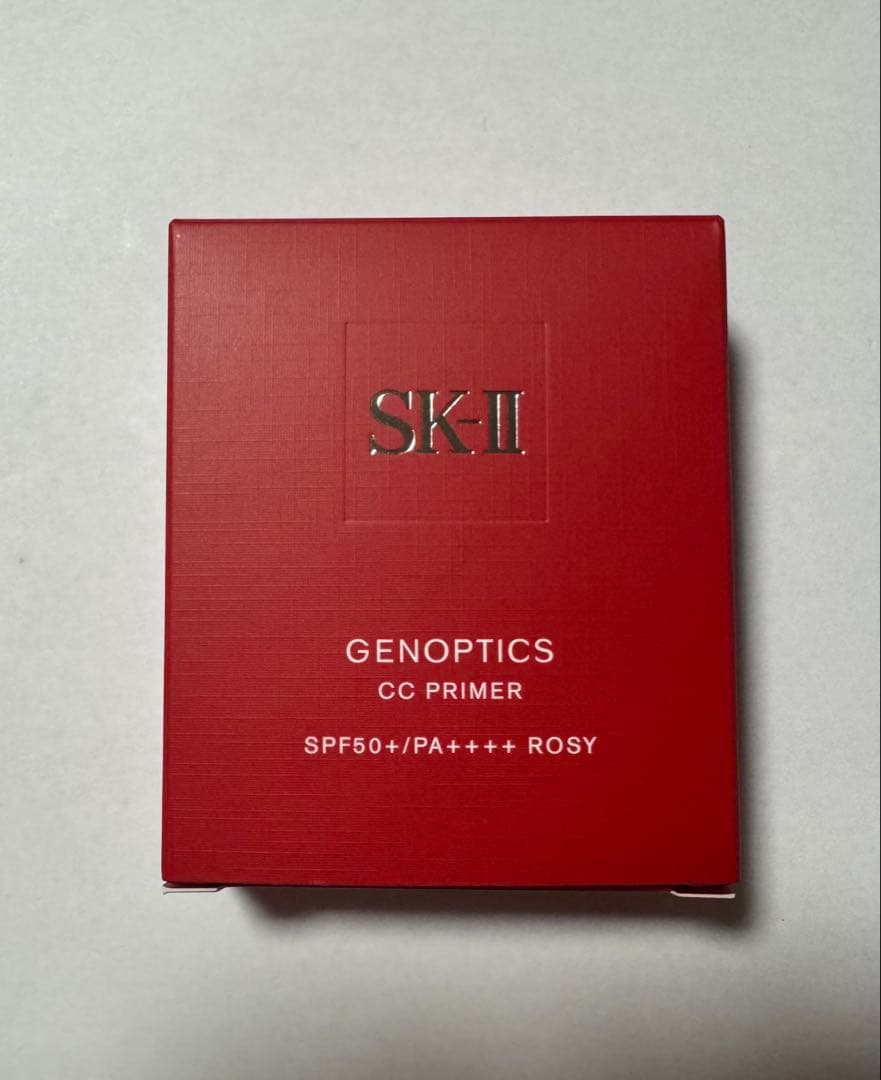 SK-II
GENOPTICS
CC PRIMER
SPF50+/PA++++ ROSY